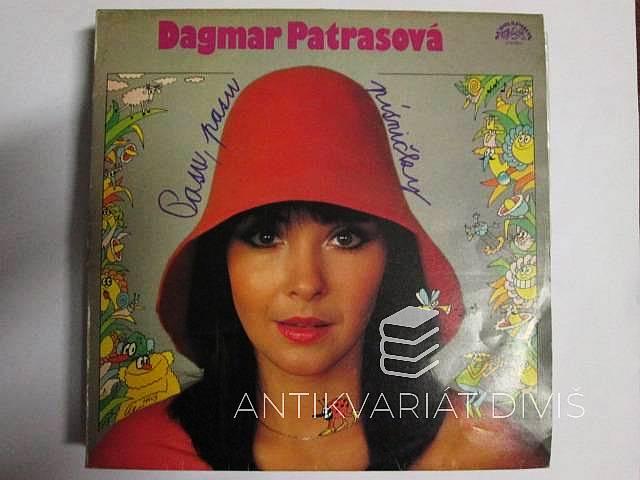 Dagmar Patrasová
Pasu, pasu
písničky
ANTIKVARIÁT DIVIŠ